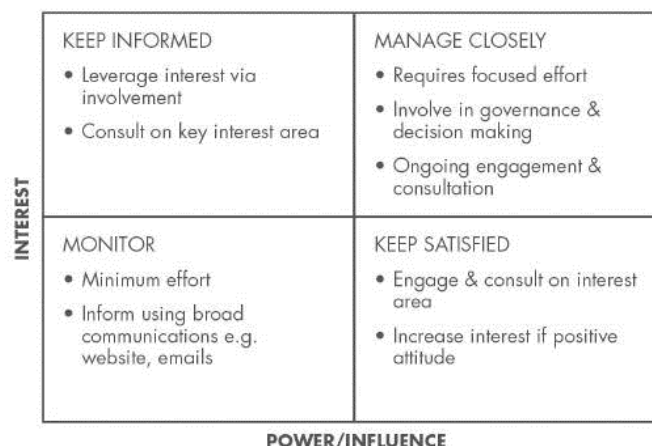 KEEP INFORMED
• Leverage interest via
involvement
• Consult on key interest area
MANAGE CLOSELY
• Requires focused effort
• Involve in governance &
decision making
• Ongoing engagement &
consultation
INTEREST
MONITOR
• Minimum effort
• Inform using broad
communications e.g.
website, emails
KEEP SATISFIED
• Engage & consult on interest
area
• Increase interest if positive
attitude
POWER/INFLUENCE